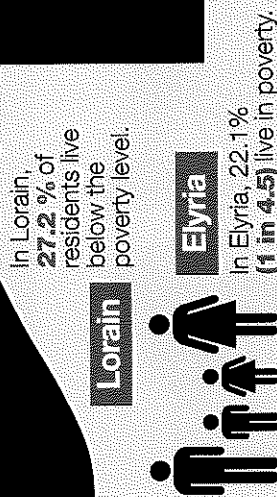 In Lorain,
27.2 % of
residents live
below the
poverty level.
Lorain
Elyria
In Elyria, 22.1%
(1 in 4.5) live in poverty.